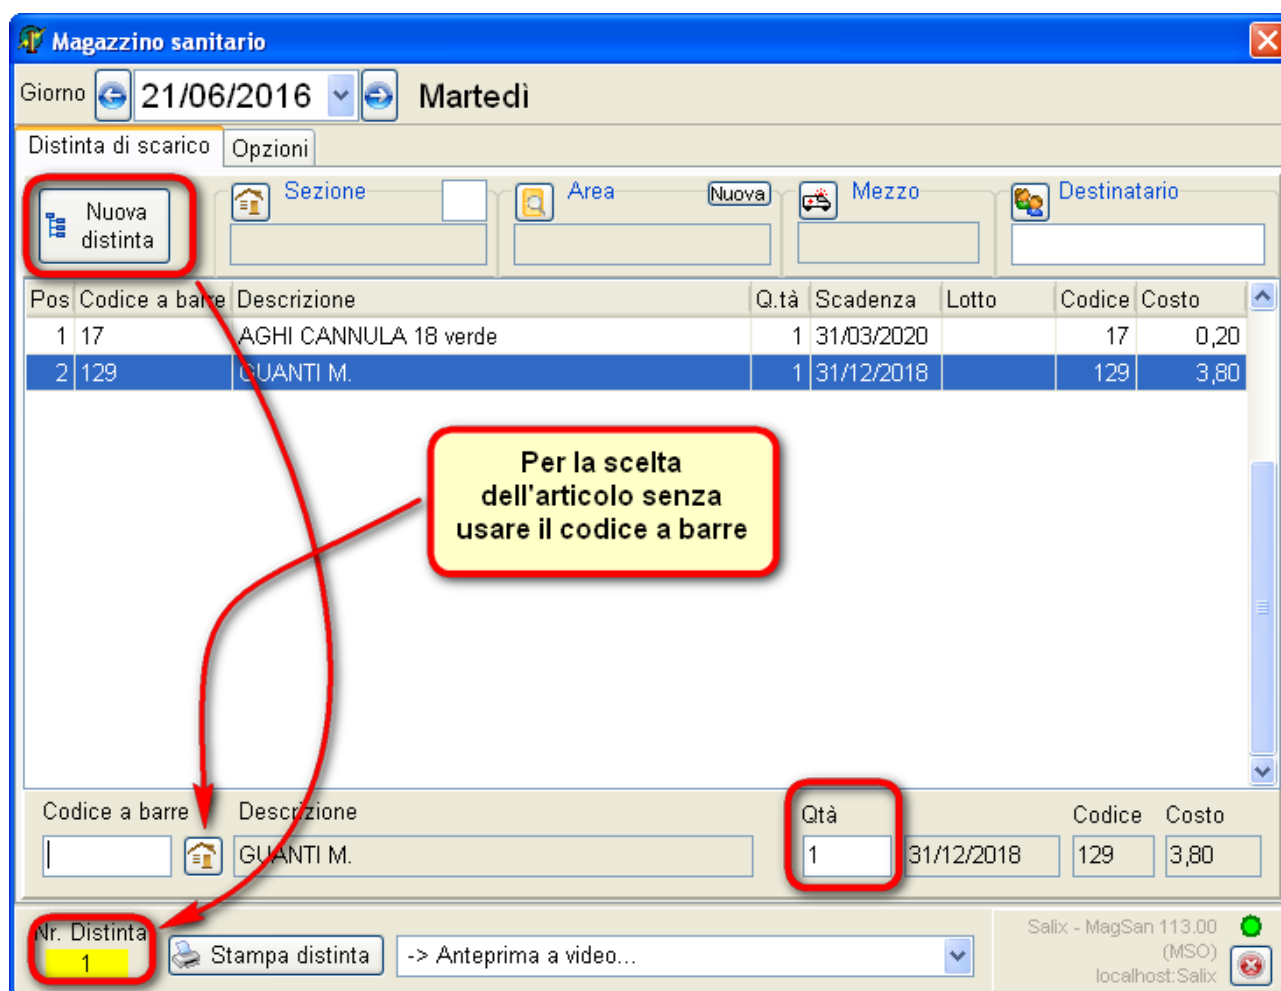 Magazzino sanitario
Giorno 21/06/2016 Martedì
Distinta di scarico Opzioni
Nuova distinta Sezione Area Nuova Mezzo Destinatario
Pos Codice a barre Descrizione Q.tà Scadenza Lotto Codice Costo
1 17 AGHI CANNULA 18 verde 1 31/03/2020 17 0,20
2 129 GUANTI M. 1 31/12/2018 129 3,80
Per la scelta
dell'articolo senza
usare il codice a barre
Codice a barre Descrizione Qtà Codice Costo
GUANTI M. 1 31/12/2018 129 3,80
Nr. Distinta
1
Stampa distinta -> Anteprima a video...
Salix - MagSan 113.00
(MSO)
localhost:Salix